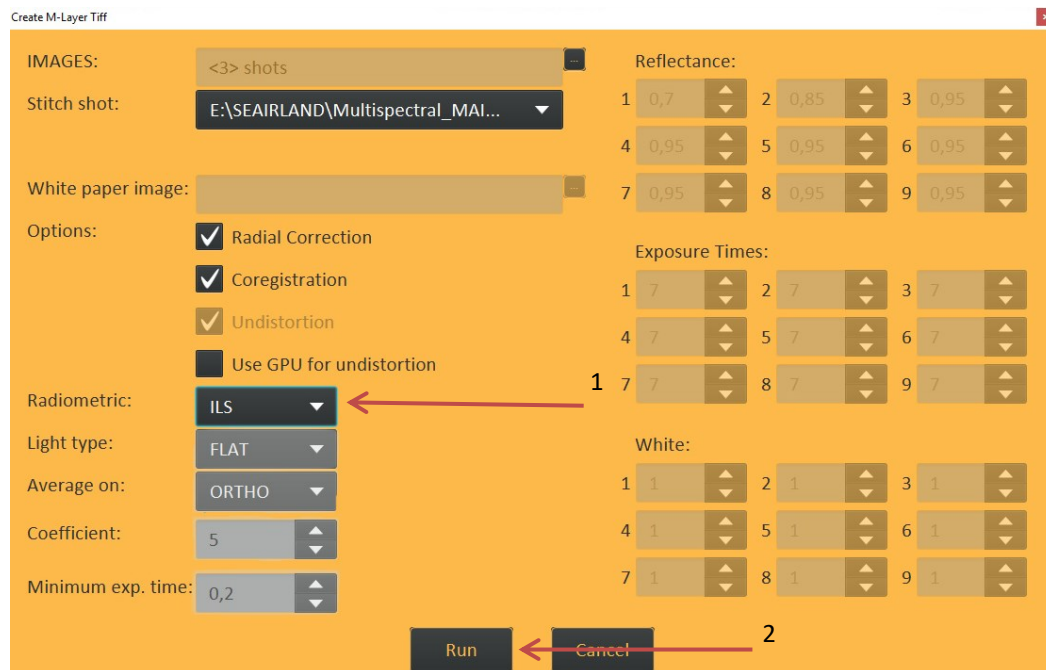 Create M-Layer Tiff
x
IMAGES:
<3> shots
...
Stitch shot:
E:\SEAIRLAND\Multispectral_MAI...
White paper image:
...
Options:
Radial Correction
Coregistration
Undistortion
Use GPU for undistortion
Radiometric:
ILS
1
Light type:
FLAT
Average on:
ORTHO
Coefficient:
5
Minimum exp. time:
0,2
Reflectance:
1 0,7 2 0,85 3 0,95
4 0,95 5 0,95 6 0,95
7 0,95 8 0,95 9 0,95
Exposure Times:
1 7 2 7 3 7
4 7 5 7 6 7
7 7 8 7 9 7
White:
1 1 2 1 3 1
4 1 5 1 6 1
7 1 8 1 9 1
Run
Cancel
2